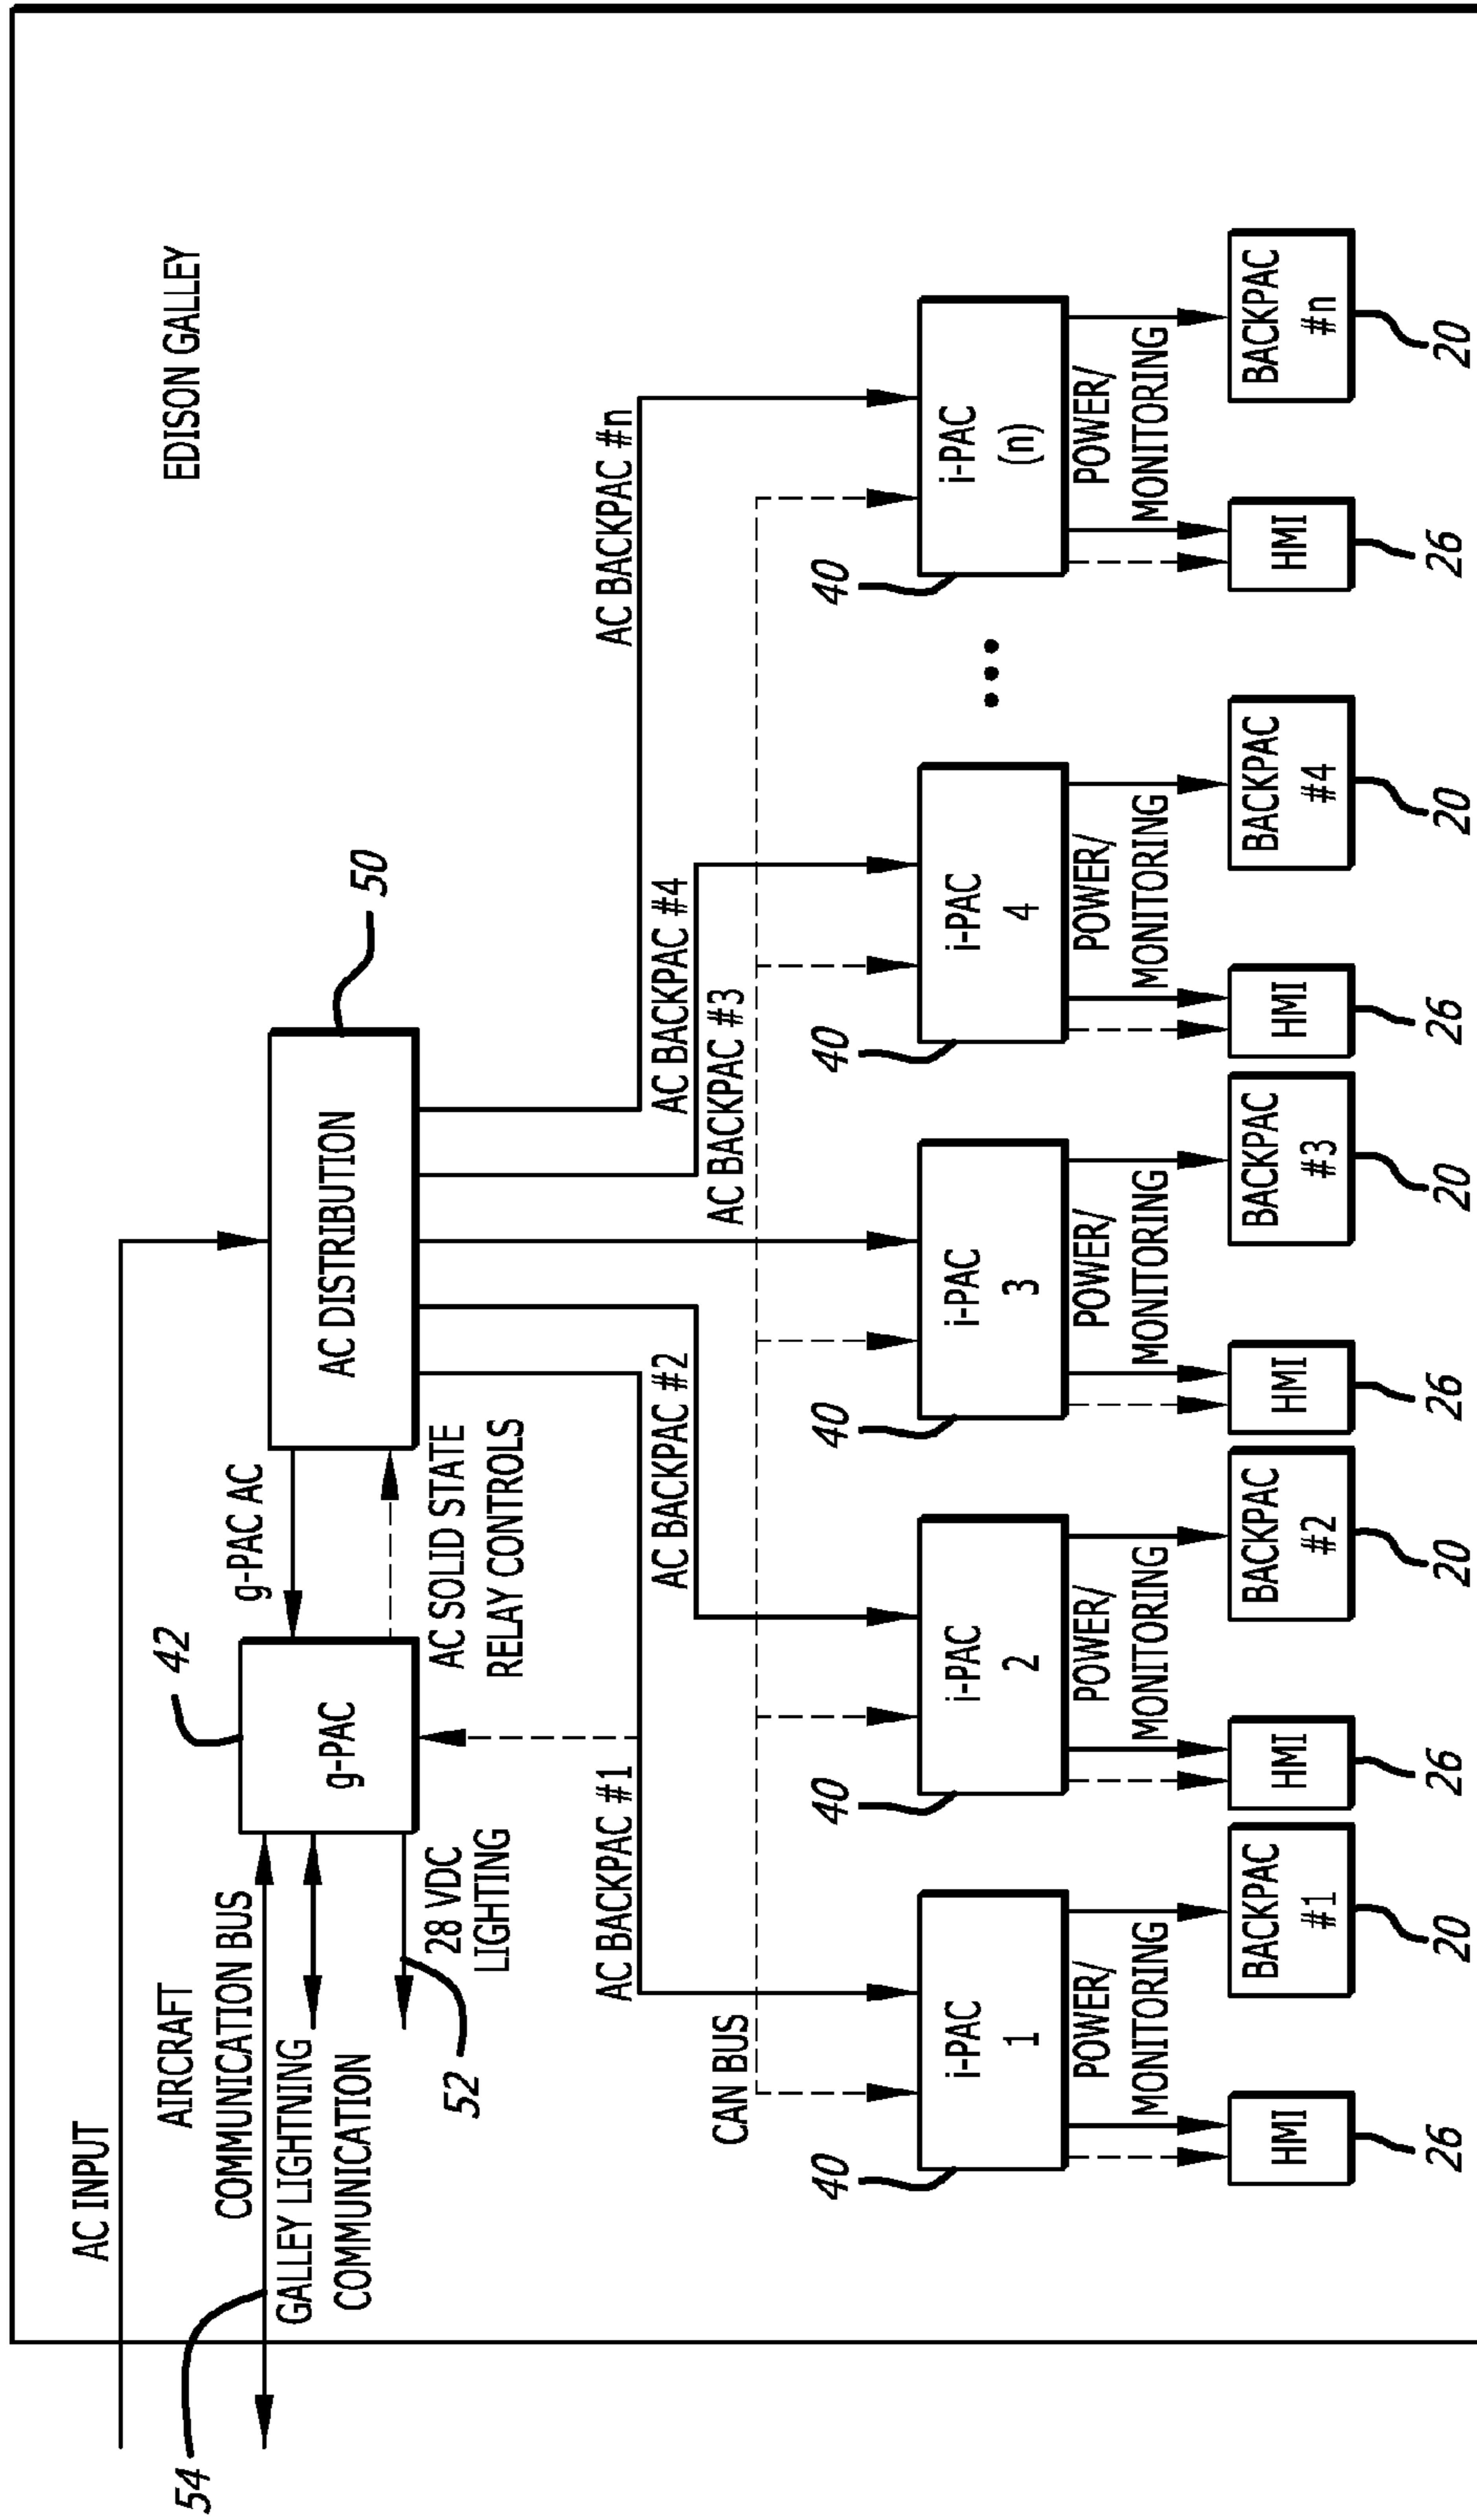 EDISON GALLEY
AC INPUT
AIRCRAFT
COMMUNICATION BUS
54
GALLEY LIGHTNING
COMMUNICATION
42
g-PAC
g-PAC AC
AC DISTRIBUTION
50
28 VDC
LIGHTING
52
AC SOLID STATE
RELAY CONTROLS
AC BACKPAC #1
AC BACKPAC #2
AC BACKPAC #3
AC BACKPAC #4
AC BACKPAC #n
CAN BUS
40
40
40
40
40
i-PAC
1
i-PAC
2
i-PAC
3
i-PAC
4
•••
i-PAC
(n)
POWER/
MONITORING
POWER/
MONITORING
POWER/
MONITORING
POWER/
MONITORING
POWER/
MONITORING
HMI
BACKPAC
#1
HMI
BACKPAC
#2
HMI
BACKPAC
#3
HMI
BACKPAC
#4
HMI
BACKPAC
#n
26
20
26
20
26
20
26
20
26
20